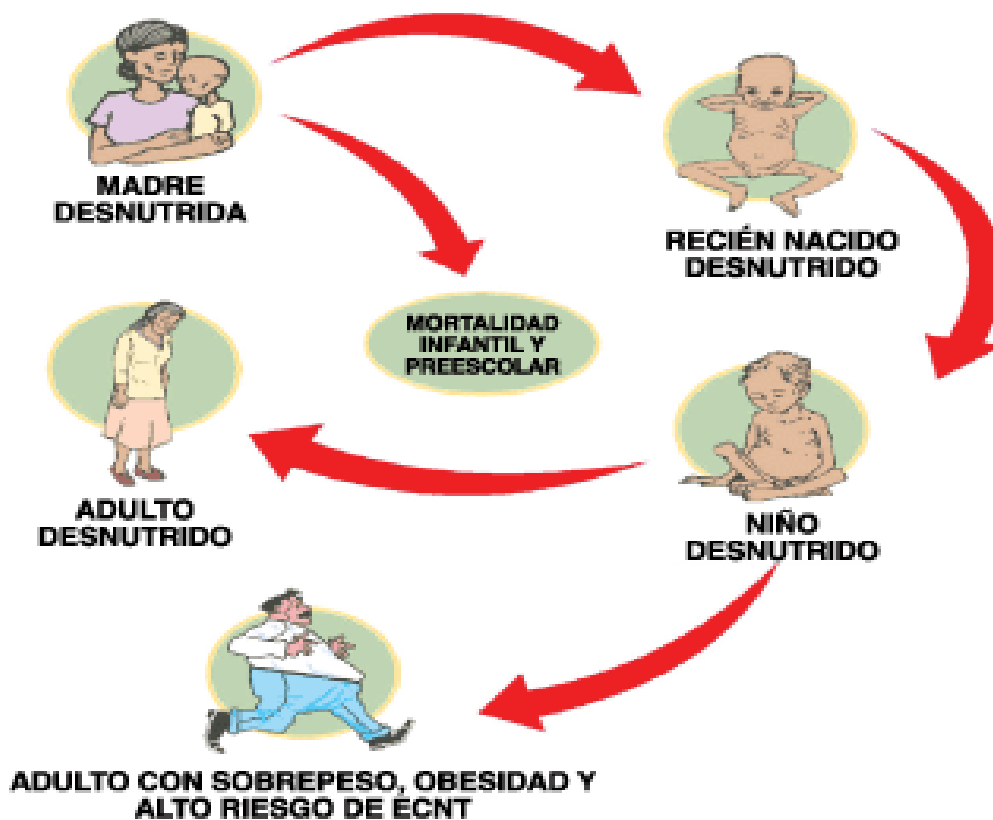 MADRE
DESNUTRIDA
RECIÉN NACIDO
DESNUTRIDO
MORTALIDAD
INFANTIL Y
PREESCOLAR
ADULTO
DESNUTRIDO
NIÑO
DESNUTRIDO
ADULTO CON SOBREPESO, OBESIDAD Y
ALTO RIESGO DE ECNT